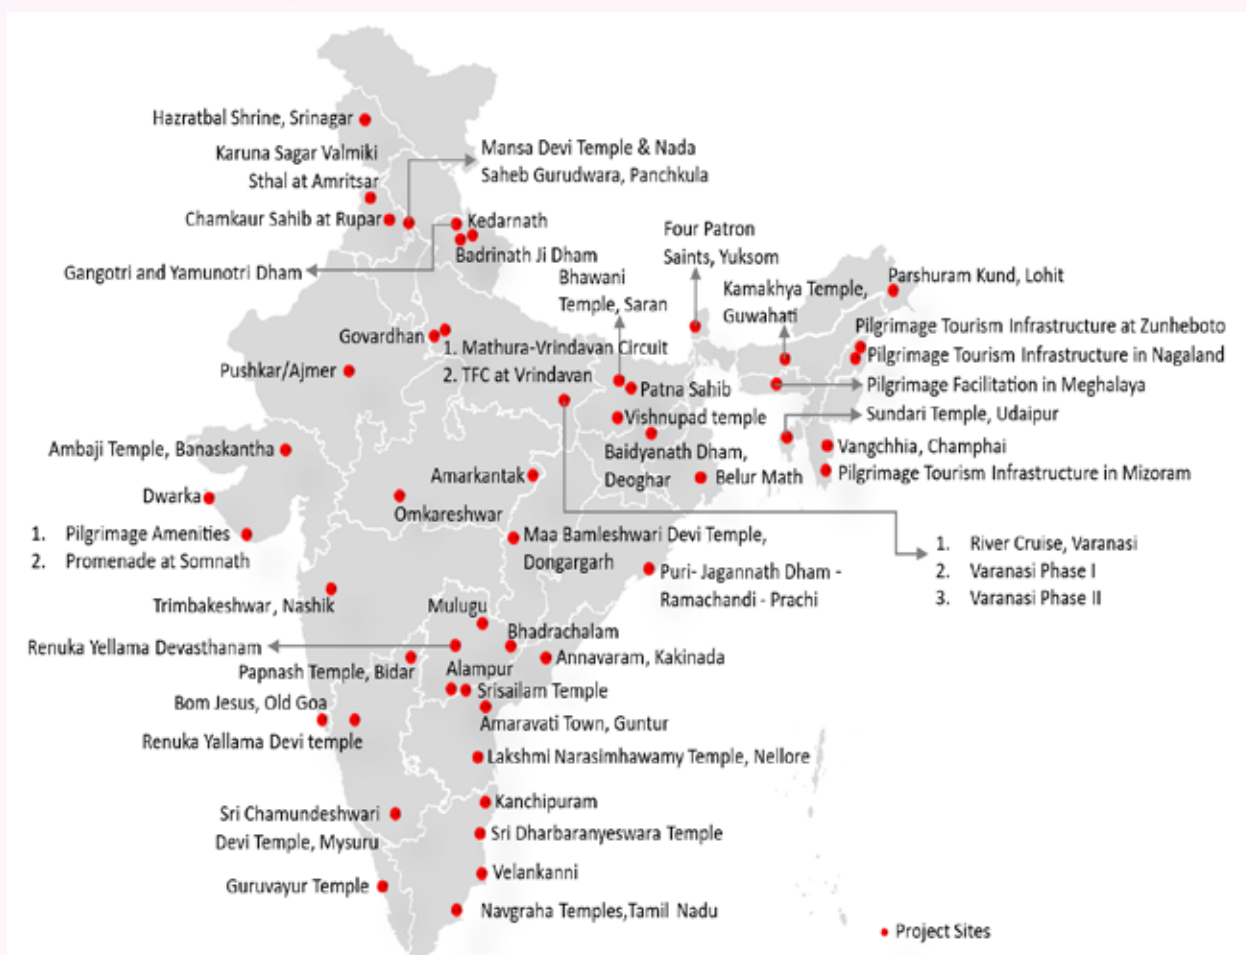 Hazratbal Shrine, Srinagar
Karuna Sagar Valmiki
Sthal at Amritsar
Mansa Devi Temple & Nada
Saheb Gurudwara, Panchkula
Chamkaur Sahib at Rupar
Kedarnath
Badrinath Ji Dham
Gangotri and Yamunotri Dham
Four Patron
Saints, Yuksom
Bhawani
Temple, Saran
Kamakhya Temple,
Guwahati
Parshuram Kund, Lohit
Govardhan
1. Mathura-Vrindavan Circuit
2. TFC at Vrindavan
Pilgrimage Tourism Infrastructure at Zunheboto
Pilgrimage Tourism Infrastructure in Nagaland
Pushkar/Ajmer
Patna Sahib
Pilgrimage Facilitation in Meghalaya
Vishnupad temple
Sundari Temple, Udaipur
Ambaji Temple, Banaskantha
Baidyanath Dham,
Deoghar
Vangchhia, Champhai
Amarkantak
Belur Math
Pilgrimage Tourism Infrastructure in Mizoram
Dwarka
Omkareshwar
1. Pilgrimage Amenities
2. Promenade at Somnath
Maa Bamleshwari Devi Temple,
Dongargarh
1. River Cruise, Varanasi
2. Varanasi Phase I
3. Varanasi Phase II
Puri- Jagannath Dham -
Ramachandi - Prachi
Trimbakeshwar, Nashik
Mulugu
Bhadrachalam
Renuka Yellama Devasthanam
Annavaram, Kakinada
Papnash Temple, Bidar
Alampur
Srisailam Temple
Bom Jesus, Old Goa
Amaravati Town, Guntur
Renuka Yallama Devi temple
Lakshmi Narasimhawamy Temple, Nellore
Kanchipuram
Sri Chamundeshwari
Devi Temple, Mysuru
Sri Dharbaranyeswara Temple
Velankanni
Guruvayur Temple
Navgraha Temples,Tamil Nadu
Project Sites